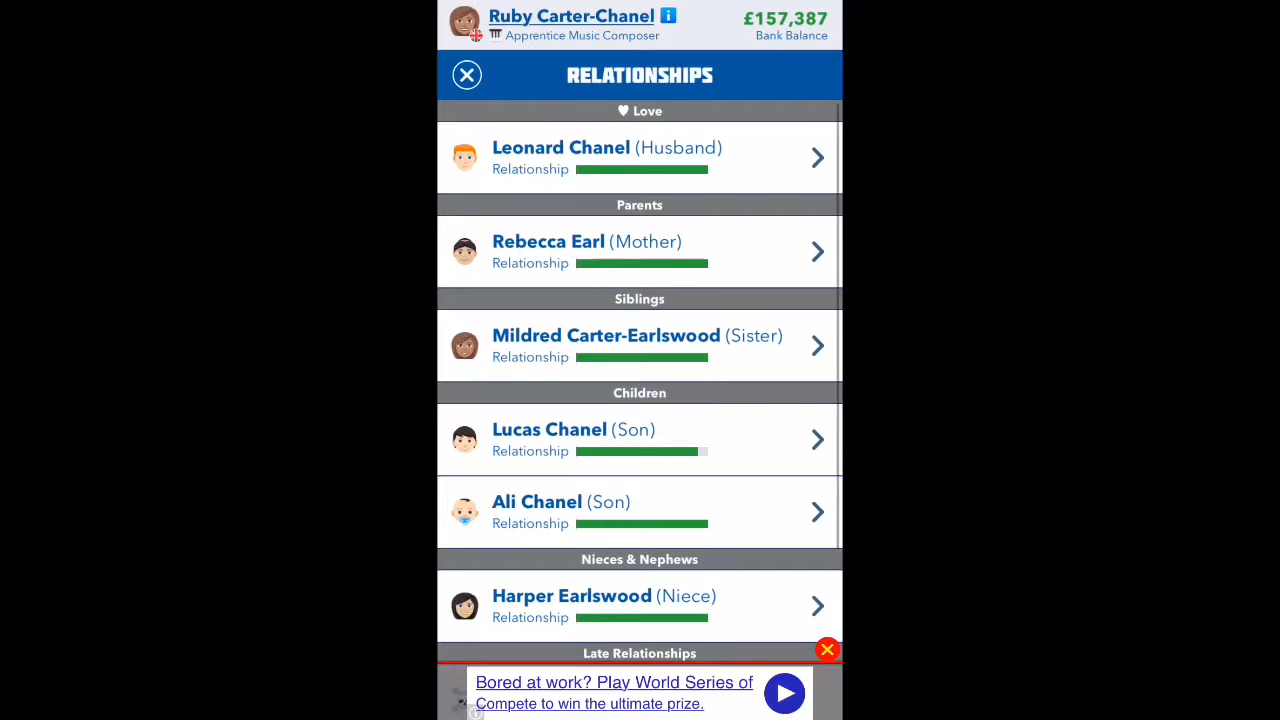 Ruby Carter-Chanel
£157,387
Apprentice Music Composer
Bank Balance
RELATIONSHIPS
Love
Leonard Chanel (Husband)
Relationship
Parents
Rebecca Earl (Mother)
Relationship
Siblings
Mildred Carter-Earlswood (Sister)
Relationship
Children
Lucas Chanel (Son)
Relationship
Ali Chanel (Son)
Relationship
Nieces & Nephews
Harper Earlswood (Niece)
Relationship
Late Relationships
Bored at work? Play World Series of
Compete to win the ultimate prize.